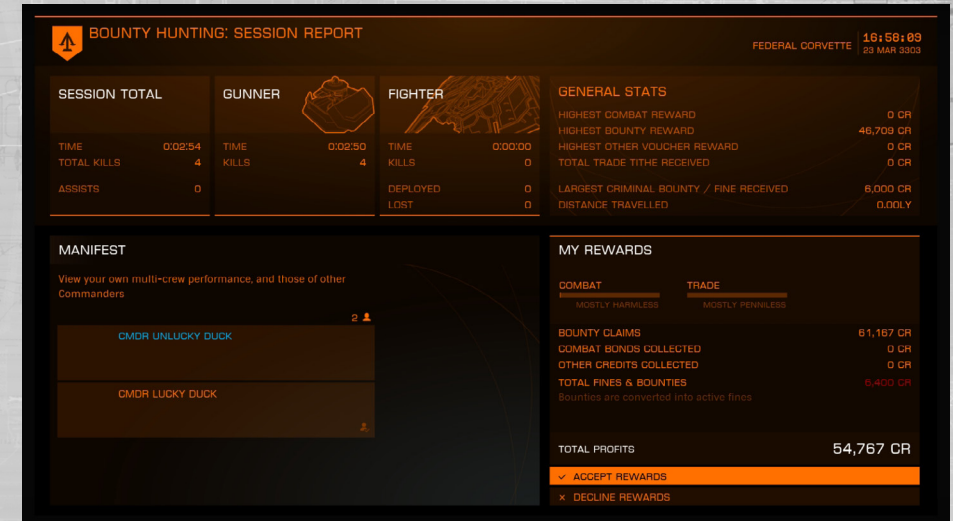 BOUNTY HUNTING: SESSION REPORT
FEDERAL CORVETTE
16:58:09
23 MAR 3303
SESSION TOTAL
TIME 0:02:54
TOTAL KILLS 4
ASSISTS 0
GUNNER
TIME 0:02:50
KILLS 4
FIGHTER
TIME 0:00:00
KILLS 0
DEPLOYED 0
LOST 0
GENERAL STATS
HIGHEST COMBAT REWARD 0 CR
HIGHEST BOUNTY REWARD 46,709 CR
HIGHEST OTHER VOUCHER REWARD 0 CR
TOTAL TRADE TITHE RECEIVED 0 CR
LARGEST CRIMINAL BOUNTY / FINE RECEIVED 6,000 CR
DISTANCE TRAVELLED 0.00LY
MANIFEST
View your own multi-crew performance, and those of other
Commanders
2
CMDR UNLUCKY DUCK
CMDR LUCKY DUCK
MY REWARDS
COMBAT TRADE
MOSTLY HARMLESS MOSTLY PENNILESS
BOUNTY CLAIMS 61,167 CR
COMBAT BONDS COLLECTED 0 CR
OTHER CREDITS COLLECTED 0 CR
TOTAL FINES & BOUNTIES 6,400 CR
Bounties are converted into active fines
TOTAL PROFITS 54,767 CR
✓ ACCEPT REWARDS
× DECLINE REWARDS